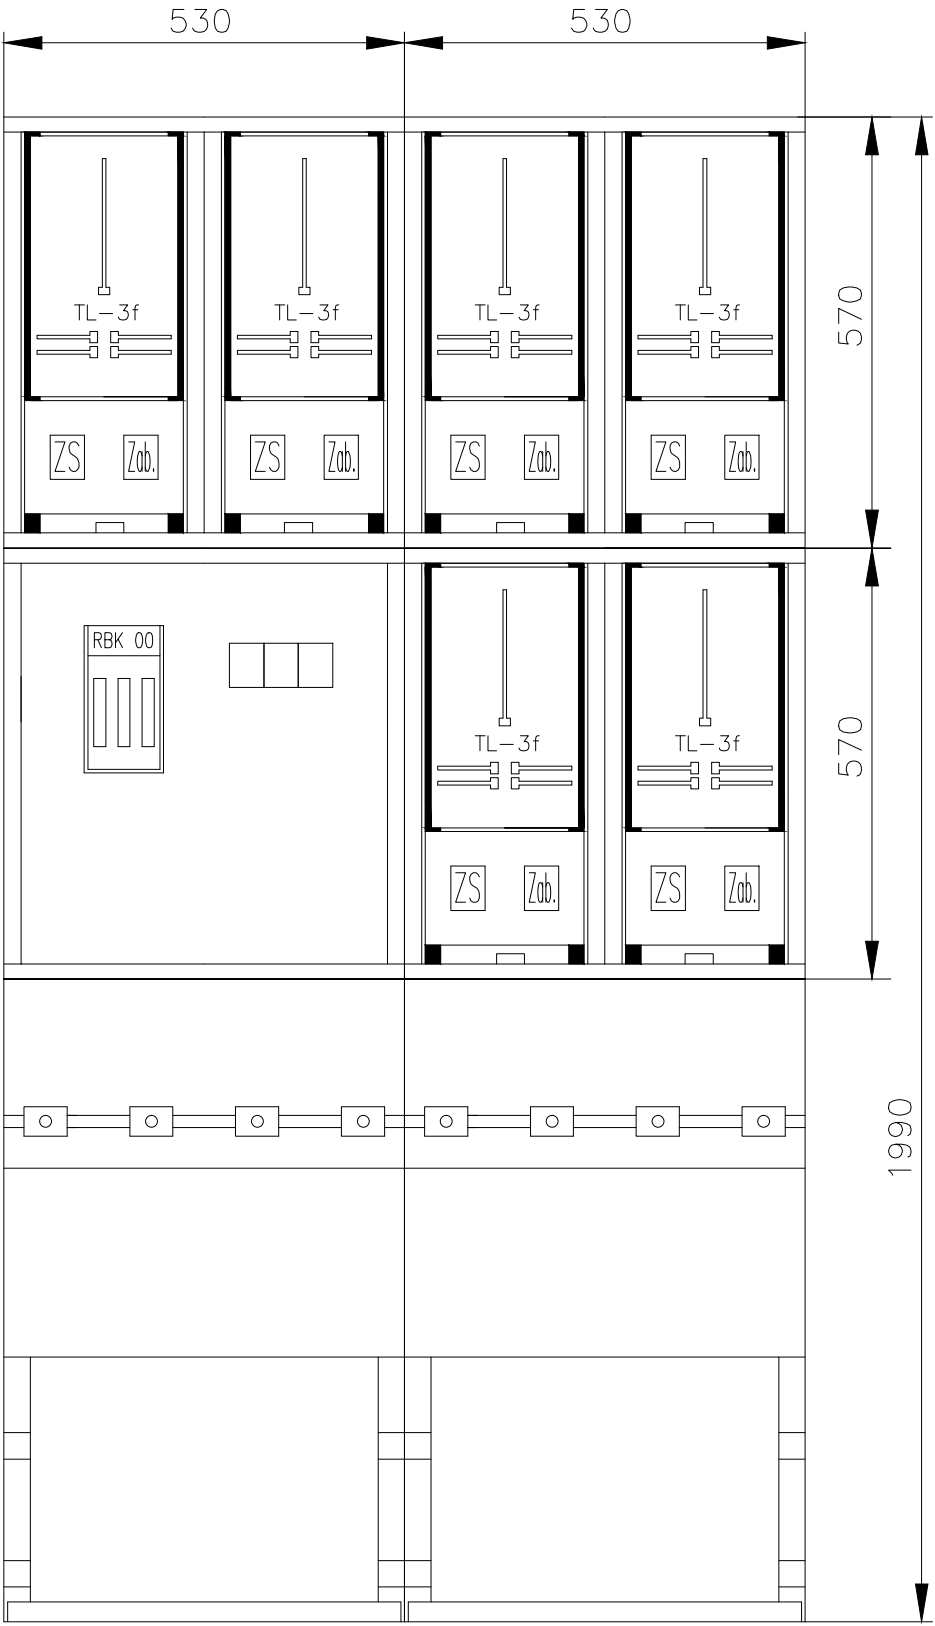 530 530
TL-3f TL-3f TL-3f TL-3f
570
ZS Zab. ZS Zab. ZS Zab. ZS Zab.
RBK 00
TL-3f TL-3f
570
ZS Zab. ZS Zab.
1990